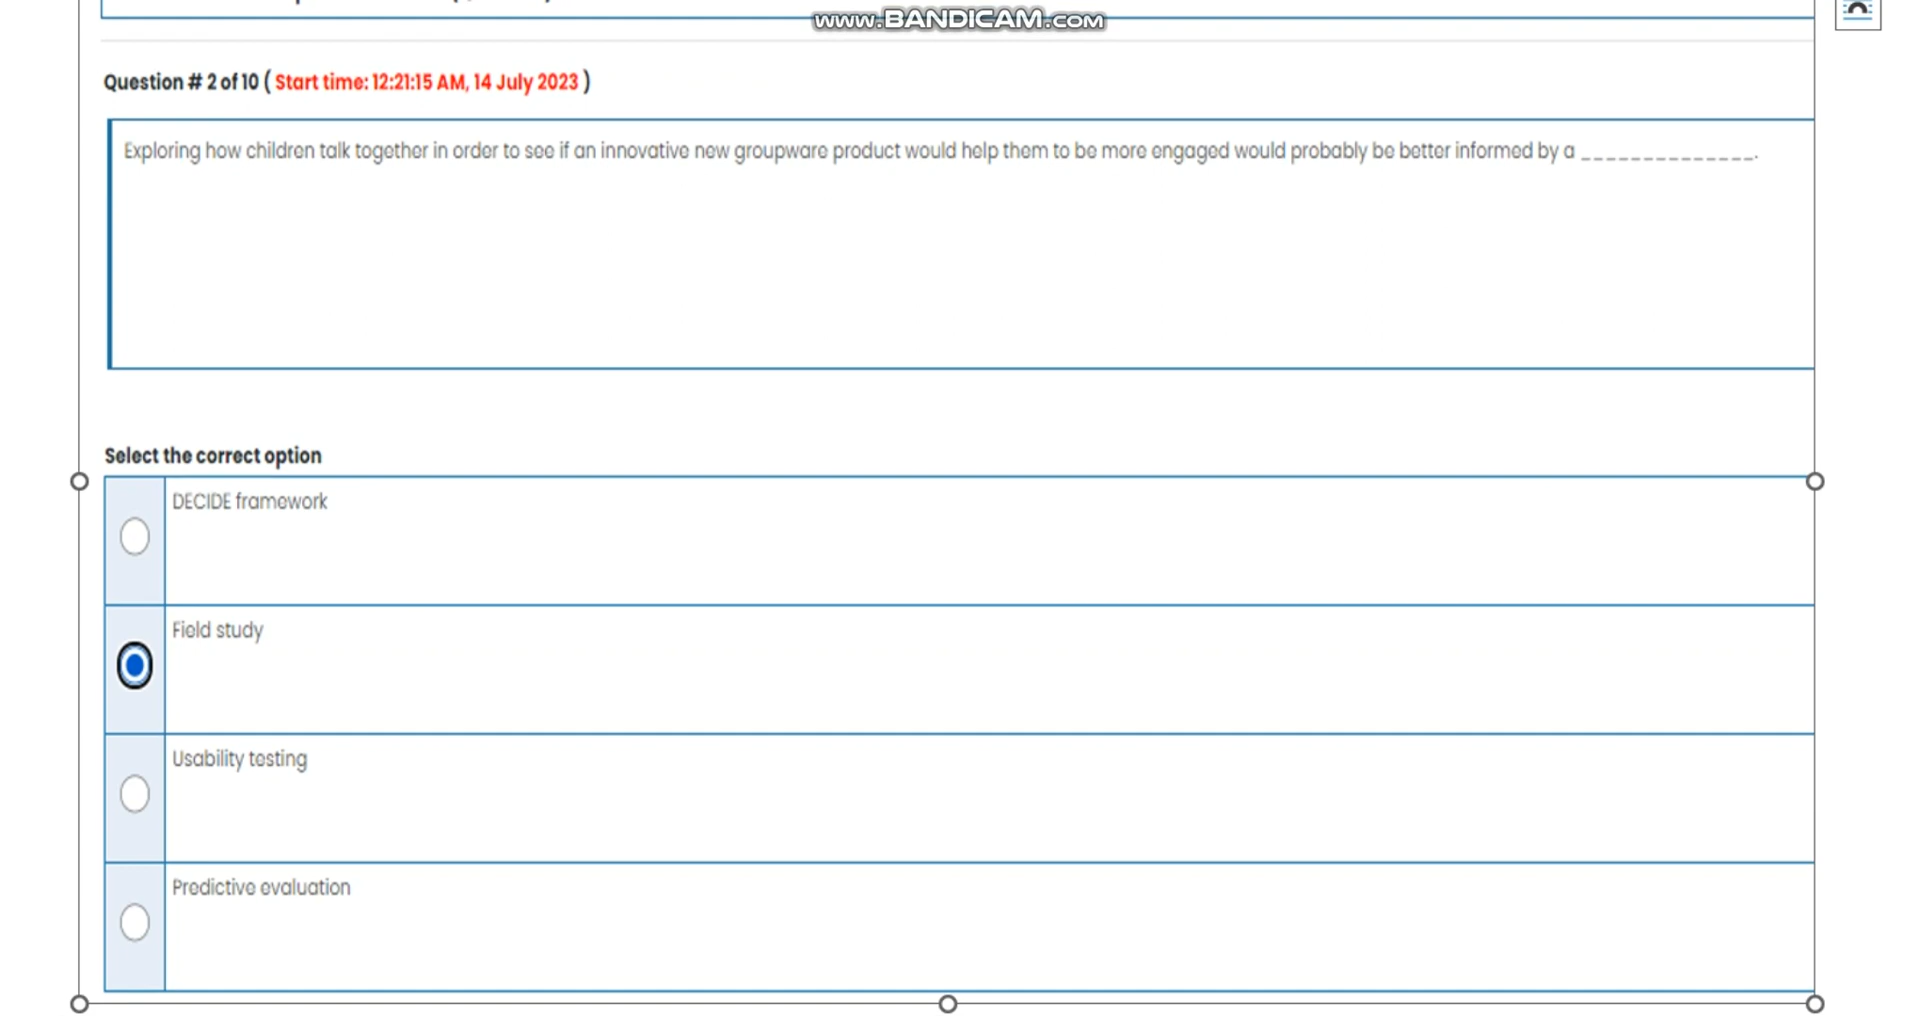 www.BANDICAM.com
Question # 2 of 10 ( Start time: 12:21:15 AM, 14 July 2023 )
Exploring how children talk together in order to see if an innovative new groupware product would help them to be more engaged would probably be better informed by a ______________.
Select the correct option
DECIDE framework
Field study
Usability testing
Predictive evaluation